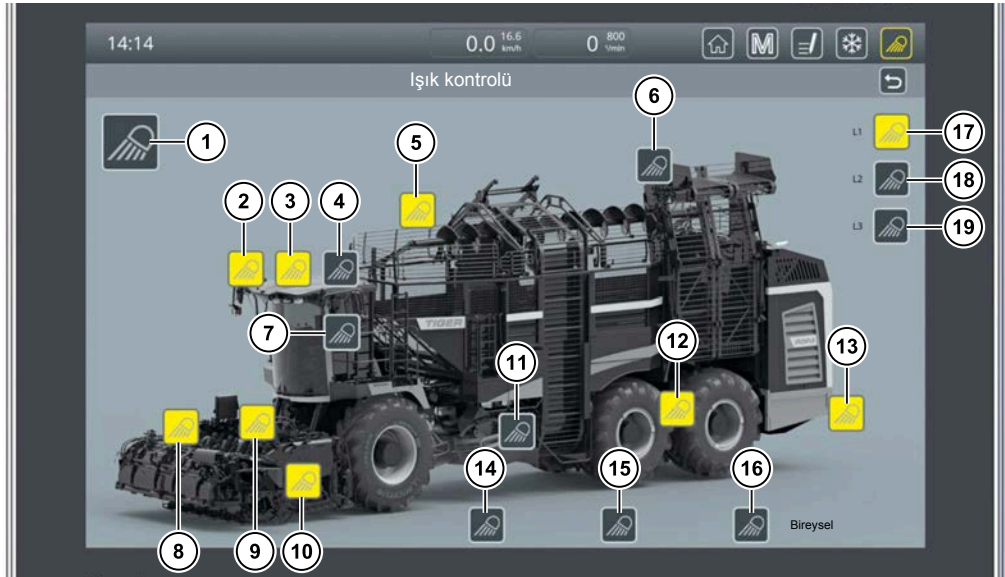 14:14
0.0 16.6 km/h
0 800 1/min
M
Işık kontrolü
6
1
5
L1 17
2 3 4
L2 18
L3 19
TIGER
7
ROPA
12
13
11
14 15 16
Bireysel
8 9 10